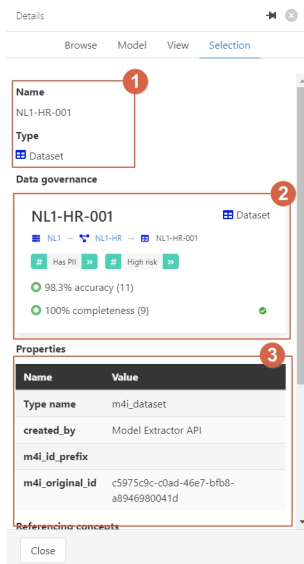 Details
Browse Model View Selection
1
Name
NL1-HR-001
Type
Dataset
Data governance
2
NL1-HR-001 Dataset
NL1 → NL1-HR → NL1-HR-001
# Has PII » # High risk »
98.3% accuracy (11)
100% completeness (9)
Properties
3
Name Value
Type name m4i_dataset
created_by Model Extractor API
m4i_id_prefix
m4i_original_id c5975c9c-c0ad-46e7-bfb8-
a8946980041d
Referencing concepts
Close